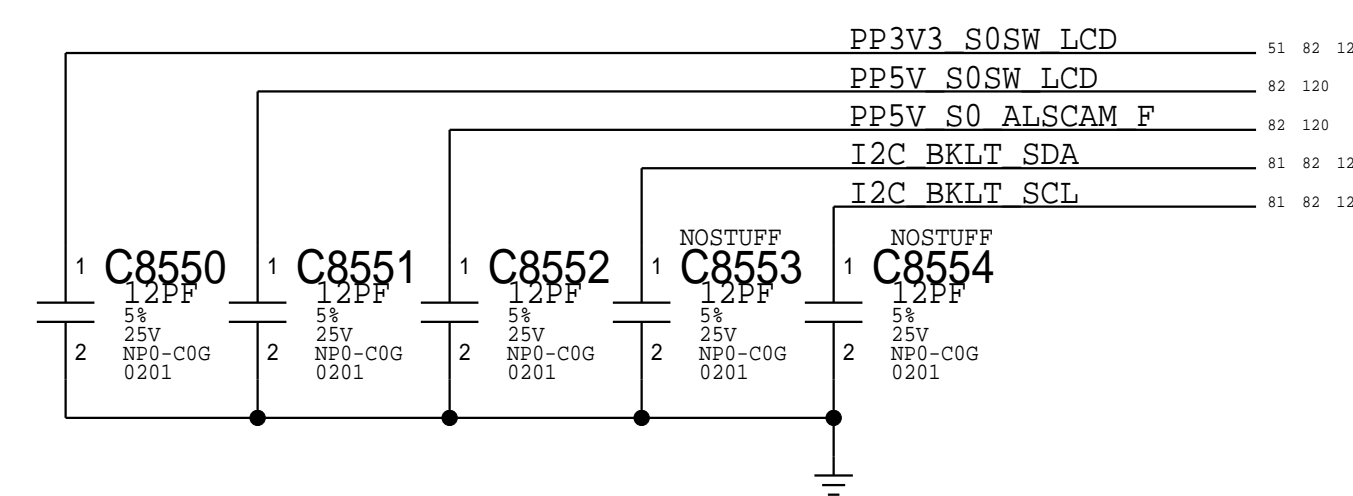 PP3V3_S0SW_LCD 51 82 12
PP5V_S0SW_LCD 82 120
PP5V_S0_ALSCAM_F 82 120
I2C_BKLT_SDA 81 82 12
I2C_BKLT_SCL 81 82 12
NOSTUFF NOSTUFF
1 C8550 1 C8551 1 C8552 1 C8553 1 C8554
12PF 12PF 12PF 12PF 12PF
5% 5% 5% 5% 5%
25V 25V 25V 25V 25V
2 NP0-C0G 2 NP0-C0G 2 NP0-C0G 2 NP0-C0G 2 NP0-C0G
0201 0201 0201 0201 0201